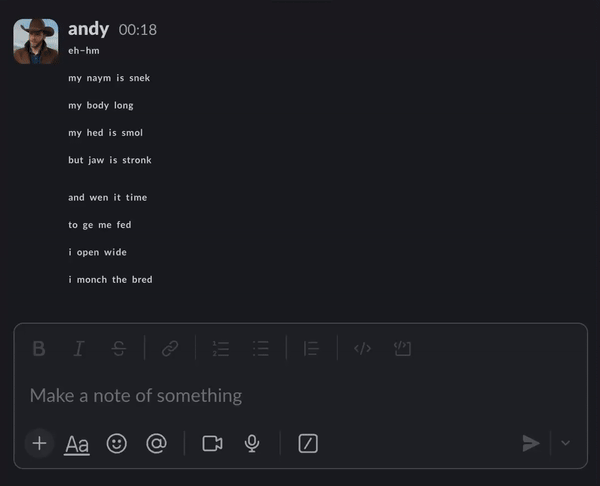 andy 00:18
eh-hm
my naym is snek
my body long
my hed is smol
but jaw is stronk
and wen it time
to ge me fed
i open wide
i monch the bred
B I S
Make a note of something
Aa